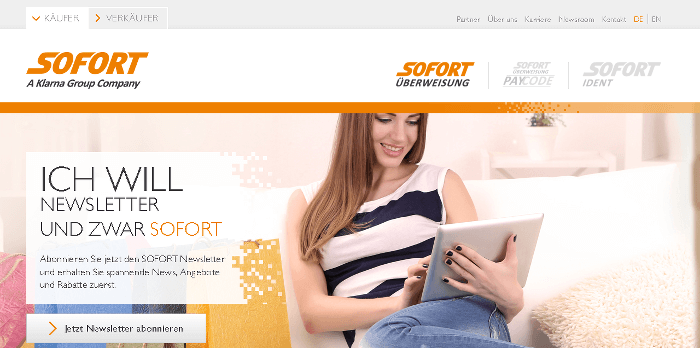 KÄUFER
VERKÄUFER
Partner Über uns Karriere Newsroom Kontakt DE EN
SOFORT
A Klarna Group Company
SOFORT
ÜBERWEISUNG
SOFORT
ÜBERWEISUNG
PAYCODE
SOFORT
IDENT
ICH WILL
NEWSLETTER
UND ZWAR SOFORT
Abonnieren Sie jetzt den SOFORT Newsletter
und erhalten Sie spannende News, Angebote
und Rabatte zuerst.
Jetzt Newsletter abonnieren